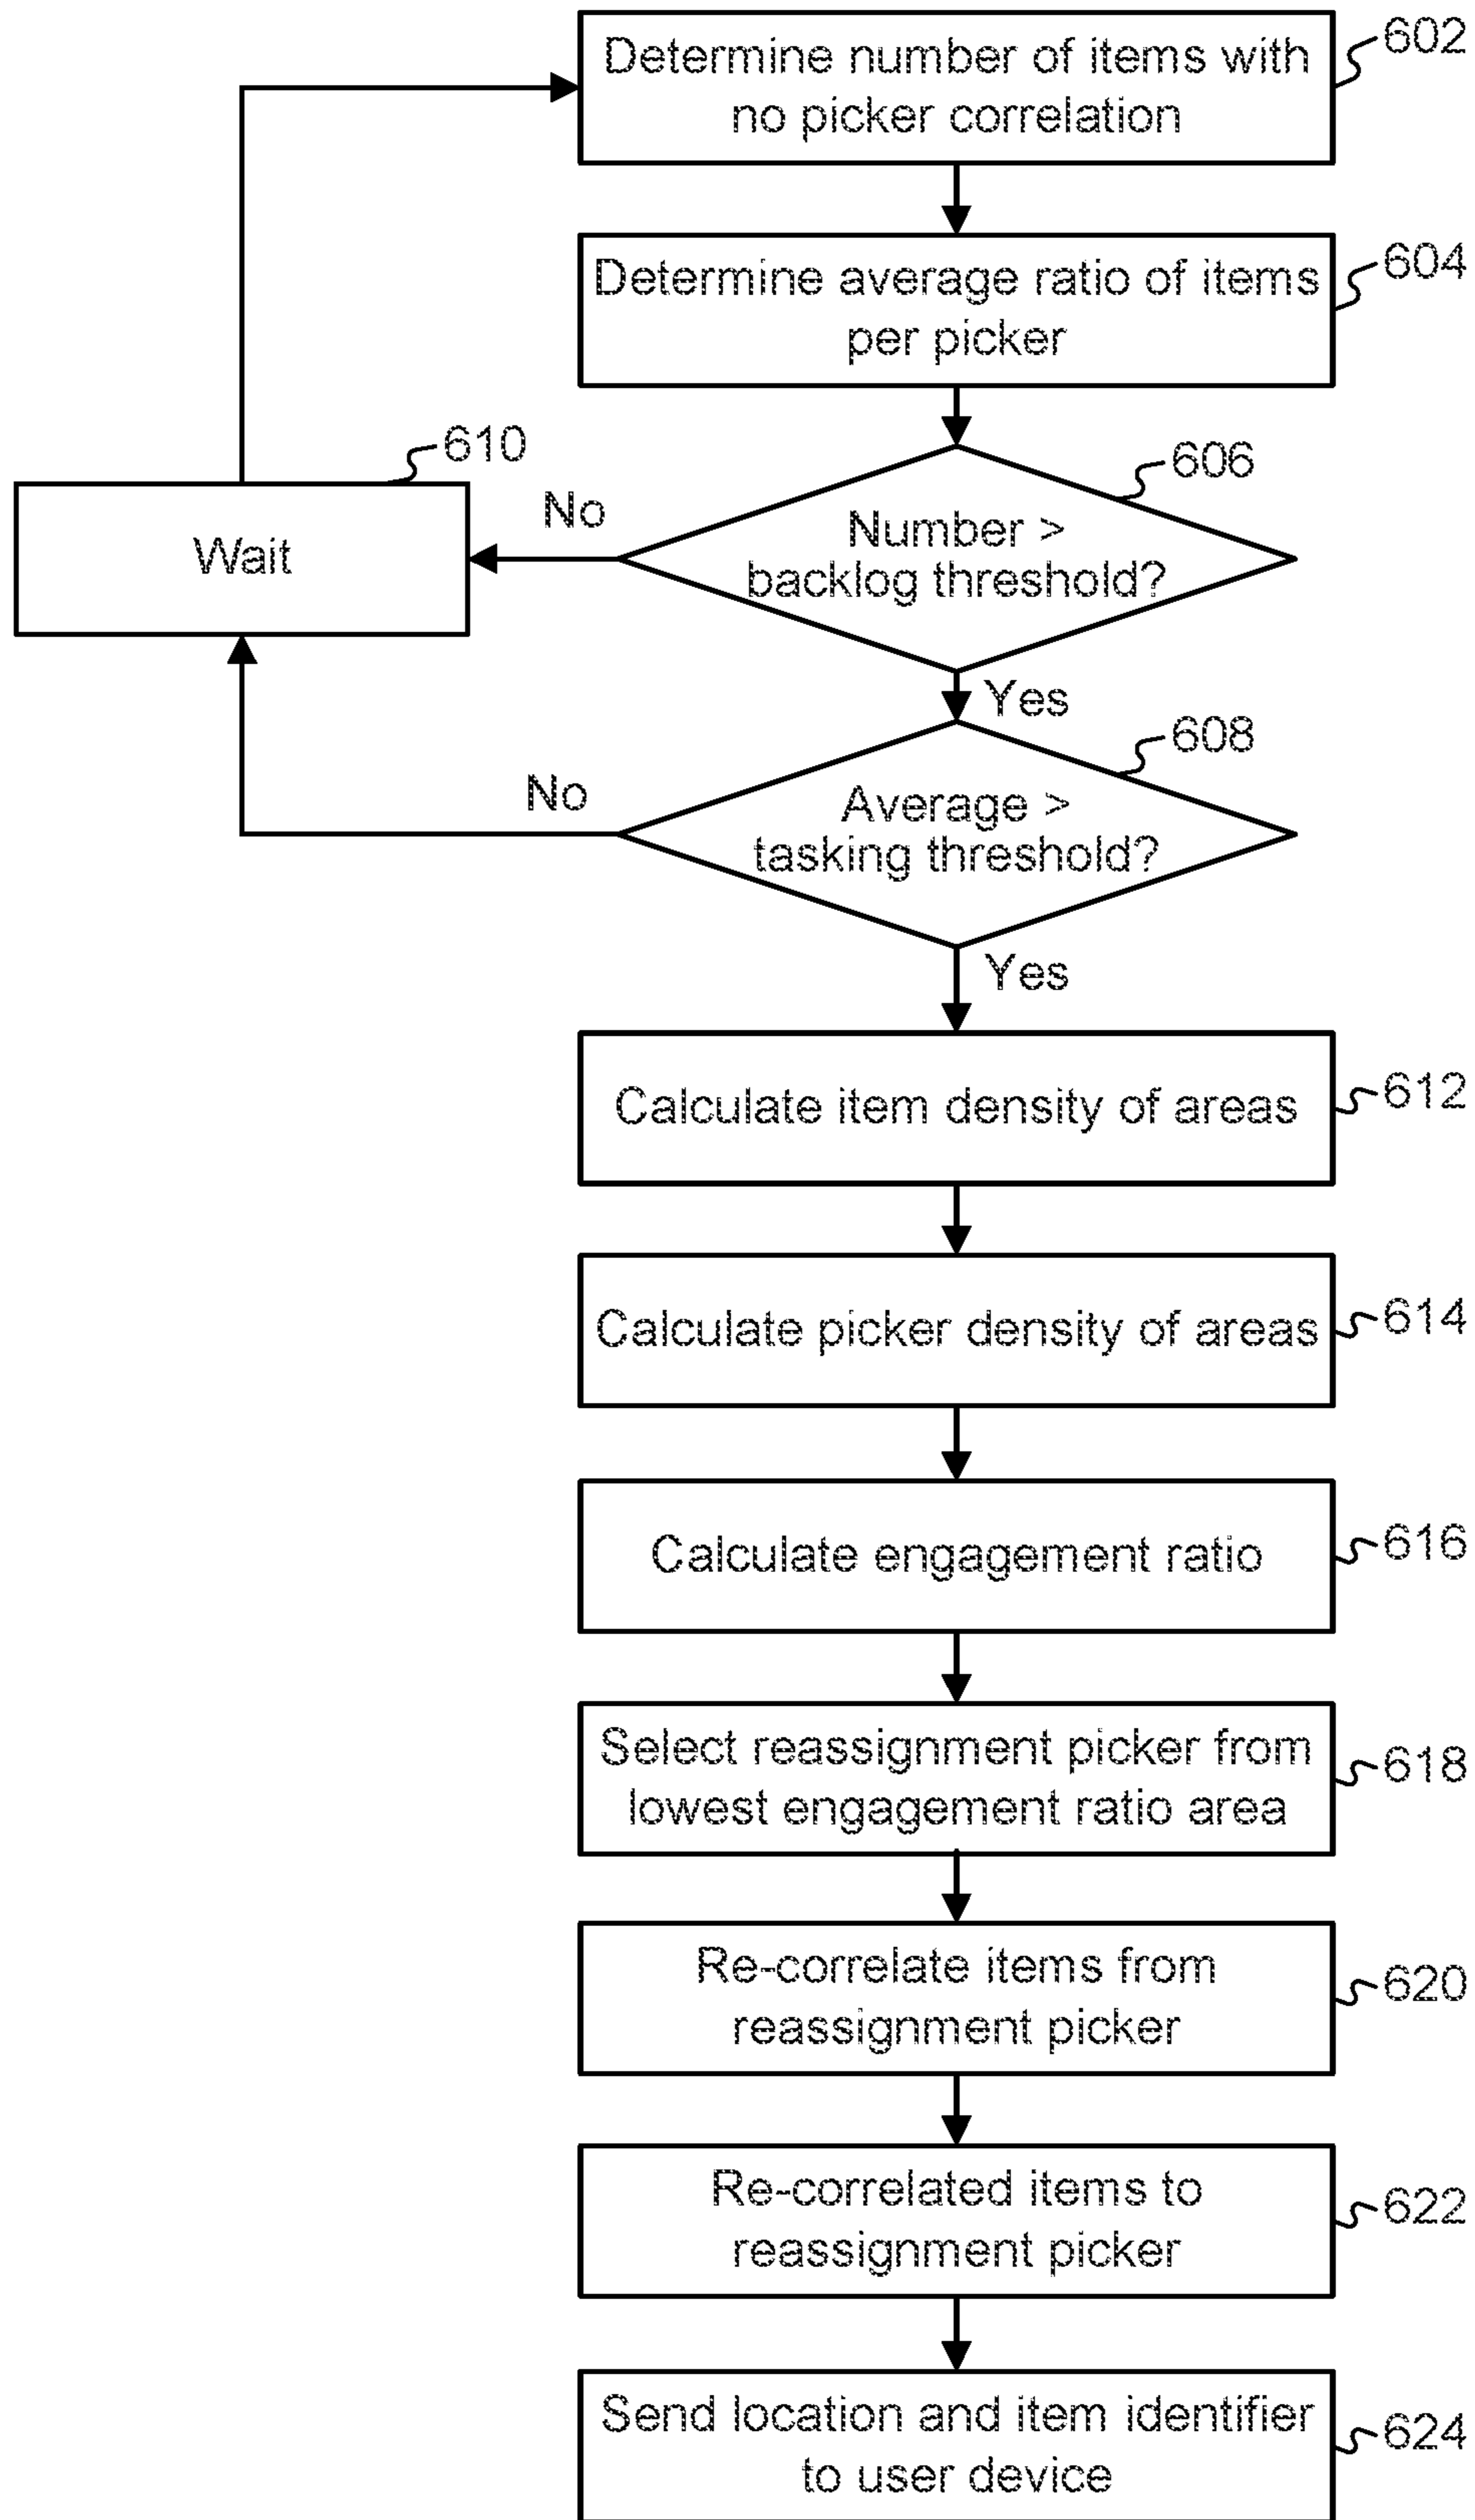 Determine number of items with
no picker correlation
602
Determine average ratio of items
per picker
604
610
Wait
No
606
Number >
backlog threshold?
Yes
608
No
Average >
tasking threshold?
Yes
Calculate item density of areas
612
Calculate picker density of areas
614
Calculate engagement ratio
616
Select reassignment picker from
lowest engagement ratio area
618
Re-correlate items from
reassignment picker
620
Re-correlated items to
reassignment picker
622
Send location and item identifier
to user device
624